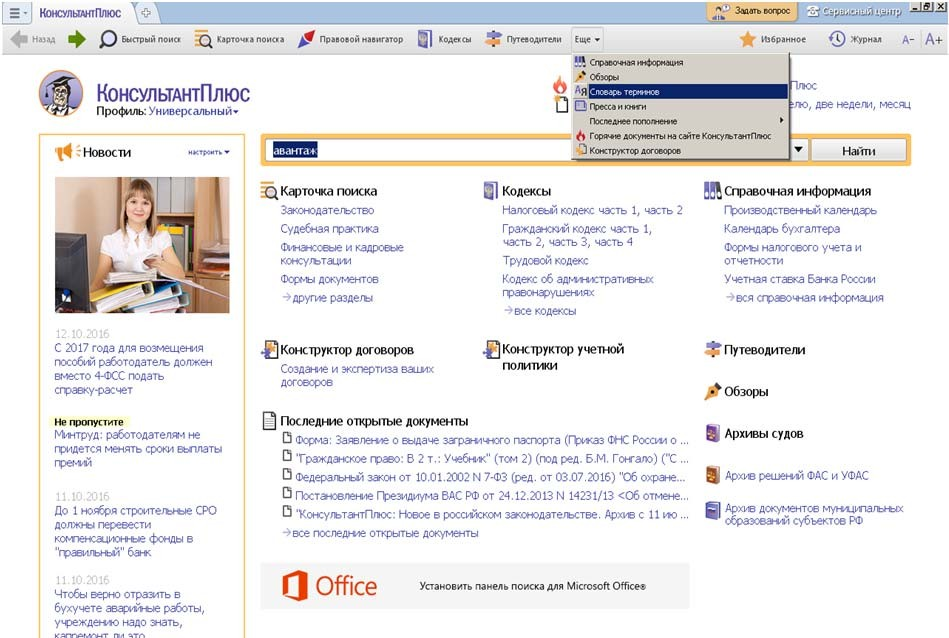 КОНСУЛЬТАНТПЛЮС
Задать вопрос
Сервисный центр
Назад
Быстрый поиск
Карточка поиска
Правовой навигатор
Кодексы
Путеводители
Еще
Избранное
Журнал
А-
А+
Справочная информация
Обзоры
Словарь терминов
Пресса и книги
Последнее пополнение
Горячие документы на сайте КонсультантПлюс
Конструктор договоров
КОНСУЛЬТАНТПЛЮС
Профиль: Универсальный
Плюс
две недели, месяц
Новости
настроить
12.10.2016
С 2017 года для возмещения
пособий работодатель должен
вместо 4-ФСС подать
справку-расчет
Не пропустите
Минтруд: работодателям не
придется менять сроки выплаты
премий
11.10.2016
До 1 ноября строительные СРО
должны перевести
компенсационные фонды в
"правильный" банк
11.10.2016
Чтобы верно отразить в
бухучете аварийные работы,
учреждению надо знать,
капремонт ли это
авантаж
Найти
Карточка поиска
Законодательство
Судебная практика
Финансовые и кадровые
консультации
Формы документов
другие разделы
Кодексы
Налоговый кодекс часть 1, часть 2
Гражданский кодекс часть 1,
часть 2, часть 3, часть 4
Трудовой кодекс
Кодекс об административных
правонарушениях
все кодексы
Справочная информация
Производственный календарь
Календарь бухгалтера
Формы налогового учета и
отчетности
Учетная ставка Банка России
вся справочная информация
Конструктор договоров
Создание и экспертиза ваших
договоров
Конструктор учетной
политики
Путеводители
Обзоры
Архивы судов
Архив решений ФАС и УФАС
Архив документов муниципальных
образований субъектов РФ
Последние открытые документы
Форма: Заявление о выдаче заграничного паспорта (Приказ ФНС России о ...
"Гражданское право: В 2 т.: Учебник" (том 2) (под ред. Б.М. Гонгало) ("С ...
Федеральный закон от 10.01.2002 N 7-ФЗ (ред. от 03.07.2016) "Об охране...
Постановление Президиума ВАС РФ от 24.12.2013 N 14231/13 <Об отмене...
"КонсультантПлюс: Новое в российском законодательстве. Архив с 11 ию ...
все последние открытые документы
Office
Установить панель поиска для Microsoft Office®